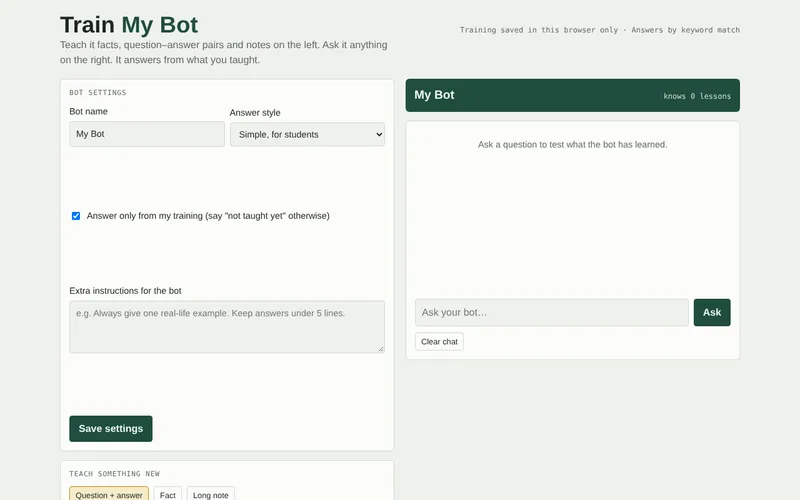 Train My Bot
Teach it facts, question–answer pairs and notes on the left. Ask it anything
on the right. It answers from what you taught.
Training saved in this browser only · Answers by keyword match
BOT SETTINGS
Bot name
Answer style
My Bot
Simple, for students
Answer only from my training (say "not taught yet" otherwise)
Extra instructions for the bot
e.g. Always give one real-life example. Keep answers under 5 lines.
Save settings
TEACH SOMETHING NEW
Question + answer
Fact
Long note
My Bot
knows 0 lessons
Ask a question to test what the bot has learned.
Ask your bot…
Ask
Clear chat